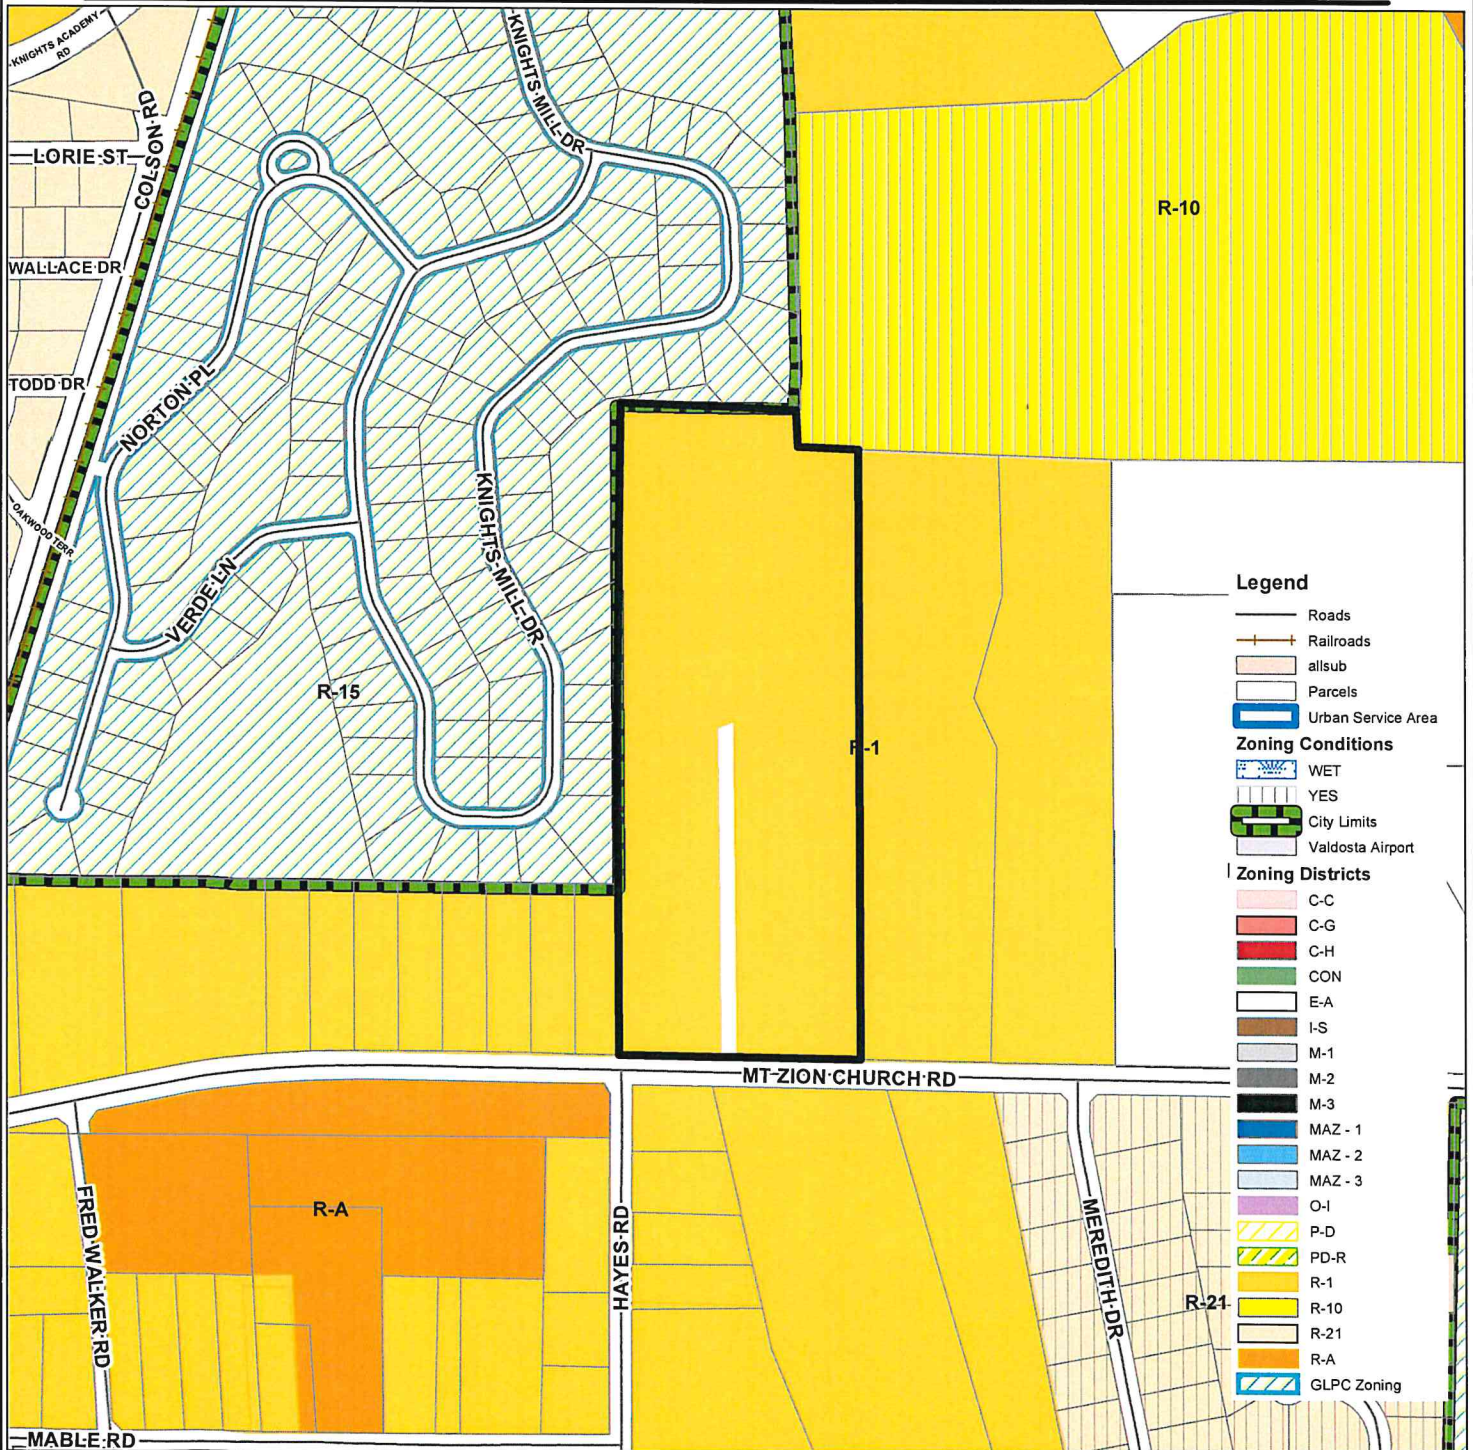 KNIGHTS ACADEMY
RD
KNIGHTS MILL DR
COLSON RD
LORIE ST
R-10
WALLACE DR
TODD DR
NORTON PL
KNIGHTS MILL DR
OAKWOOD TERR
VERDE LN
R-15
R-1
MT ZION CHURCH RD
FRED WALKER RD
R-A
HAYES RD
MEREDITH DR
R-21
MABLE RD
Legend
Roads
Railroads
allsub
Parcels
Urban Service Area
Zoning Conditions
WET
YES
City Limits
Valdosta Airport
Zoning Districts
C-C
C-G
C-H
CON
E-A
I-S
M-1
M-2
M-3
MAZ - 1
MAZ - 2
MAZ - 3
O-I
P-D
PD-R
R-1
R-10
R-21
R-A
GLPC Zoning